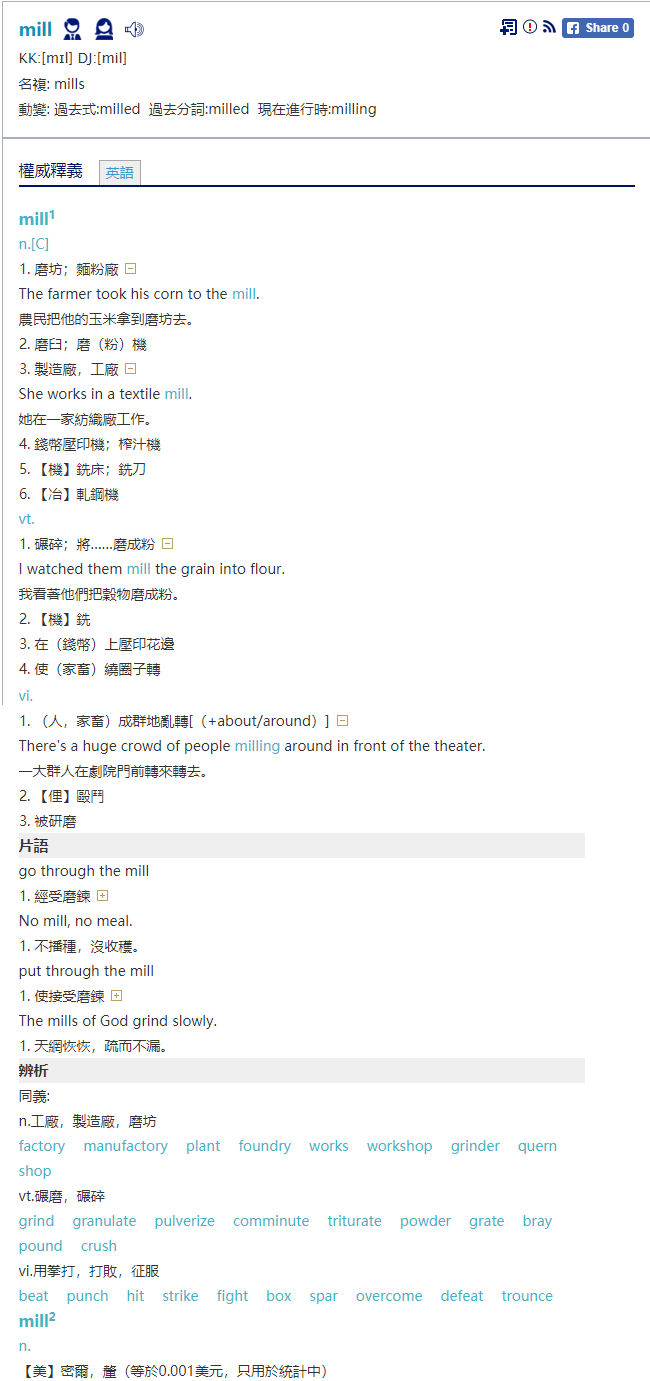 mill
Share 0
KK:[mɪl] DJ:[mil]
名複: mills
動變: 過去式:milled 過去分詞:milled 現在進行時:milling
權威釋義 英語
mill1
n.[C]
1. 磨坊；麵粉廠
The farmer took his corn to the mill.
農民把他的玉米拿到磨坊去。
2. 磨臼；磨（粉）機
3. 製造廠，工廠
She works in a textile mill.
她在一家紡織廠工作。
4. 錢幣壓印機；榨汁機
5. 【機】銑床；銑刀
6. 【冶】軋鋼機
vt.
1. 碾碎；將……磨成粉
I watched them mill the grain into flour.
我看著他們把穀物磨成粉。
2. 【機】銑
3. 在（錢幣）上壓印花邊
4. 使（家畜）繞圈子轉
vi.
1. （人，家畜）成群地亂轉[（+about/around）]
There's a huge crowd of people milling around in front of the theater.
一大群人在劇院門前轉來轉去。
2. 【俚】毆鬥
3. 被研磨
片語
go through the mill
1. 經受磨鍊
No mill, no meal.
1. 不播種，沒收穫。
put through the mill
1. 使接受磨鍊
The mills of God grind slowly.
1. 天網恢恢，疏而不漏。
辨析
同義:
n.工廠，製造廠，磨坊
factory manufactory plant foundry works workshop grinder quern
shop
vt.碾磨，碾碎
grind granulate pulverize comminute triturate powder grate bray
pound crush
vi.用拳打，打敗，征服
beat punch hit strike fight box spar overcome defeat trounce
mill2
n.
【美】密爾，釐（等於0.001美元，只用於統計中）